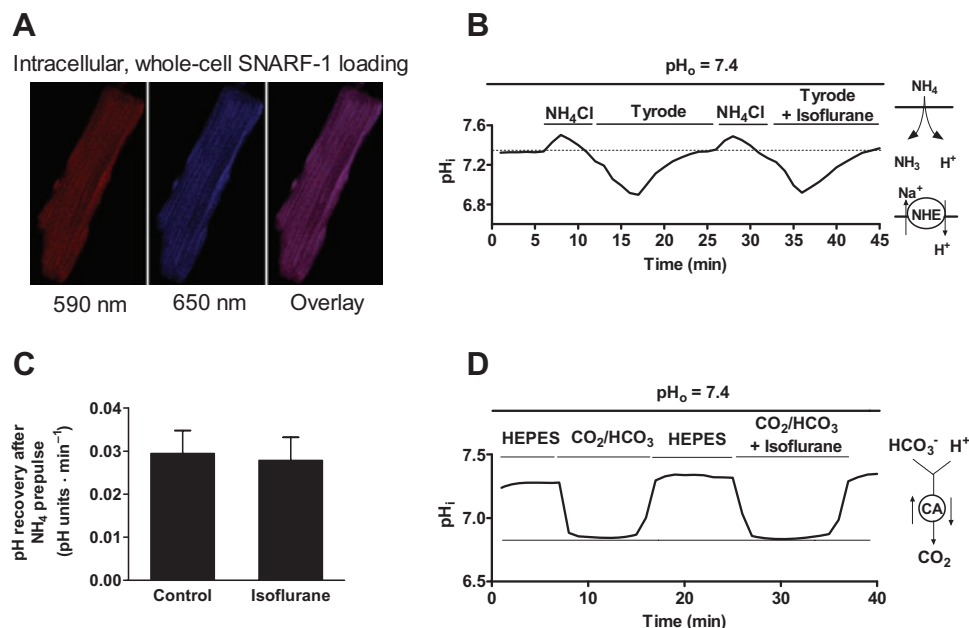 A
Intracellular, whole-cell SNARF-1 loading
590 nm
650 nm
Overlay
B
pHo = 7.4
NH4Cl
Tyrode
NH4Cl
Tyrode
+ Isoflurane
7.6
7.2
6.8
pHi
0
5
10
15
20
25
30
35
40
45
Time (min)
NH4
NH3
H+
Na+
NHE
H+
C
pH recovery after
NH4 prepulse
(pH units · min−1)
0.04
0.03
0.02
0.01
0.00
Control
Isoflurane
D
pHo = 7.4
HEPES
CO2/HCO3
HEPES
CO2/HCO3
+ Isoflurane
7.5
7.0
6.5
pHi
0
10
20
30
40
Time (min)
HCO3-
H+
CA
CO2